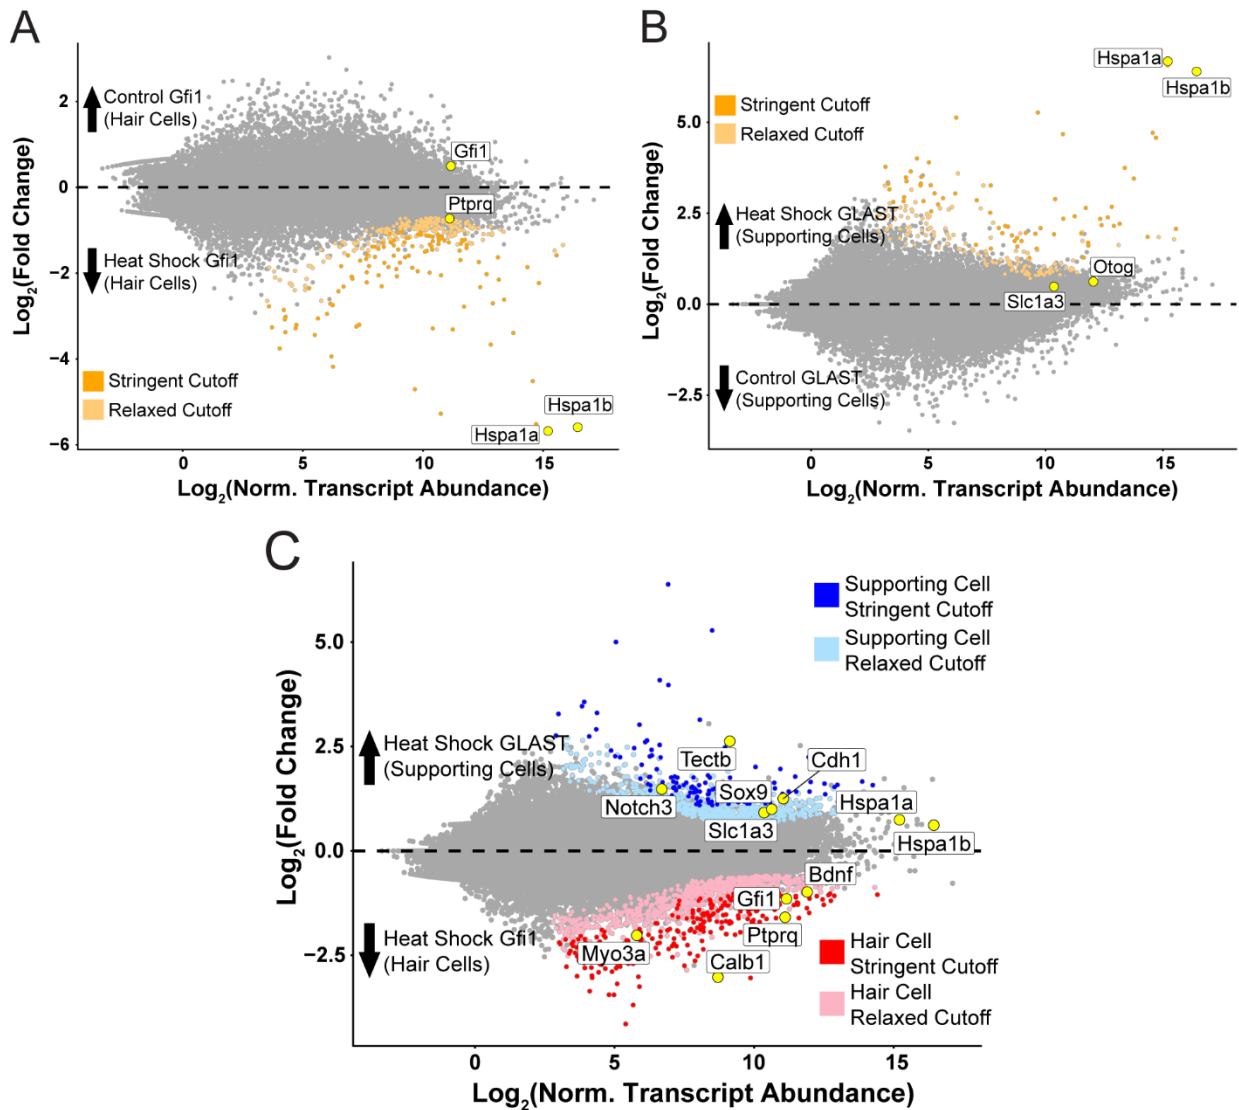 A
2
0
−2
−4
−6
Log2(Fold Change)
Control Gfi1
(Hair Cells)
Heat Shock Gfi1
(Hair Cells)
Gfi1
Ptprq
Stringent Cutoff
Relaxed Cutoff
Hspa1b
Hspa1a
0
5
10
15
Log2(Norm. Transcript Abundance)
B
5.0
2.5
0.0
−2.5
Log2(Fold Change)
Hspa1a
Hspa1b
Stringent Cutoff
Relaxed Cutoff
Heat Shock GLAST
(Supporting Cells)
Otog
Slc1a3
Control GLAST
(Supporting Cells)
0
5
10
15
Log2(Norm. Transcript Abundance)
C
5.0
2.5
0.0
−2.5
Log2(Fold Change)
Supporting Cell
Stringent Cutoff
Supporting Cell
Relaxed Cutoff
Heat Shock GLAST
(Supporting Cells)
Tectb
Cdh1
Notch3
Sox9
Slc1a3
Hspa1a
Hspa1b
Bdnf
Gfi1
Ptprq
Myo3a
Calb1
Heat Shock Gfi1
(Hair Cells)
Hair Cell
Stringent Cutoff
Hair Cell
Relaxed Cutoff
0
5
10
15
Log2(Norm. Transcript Abundance)